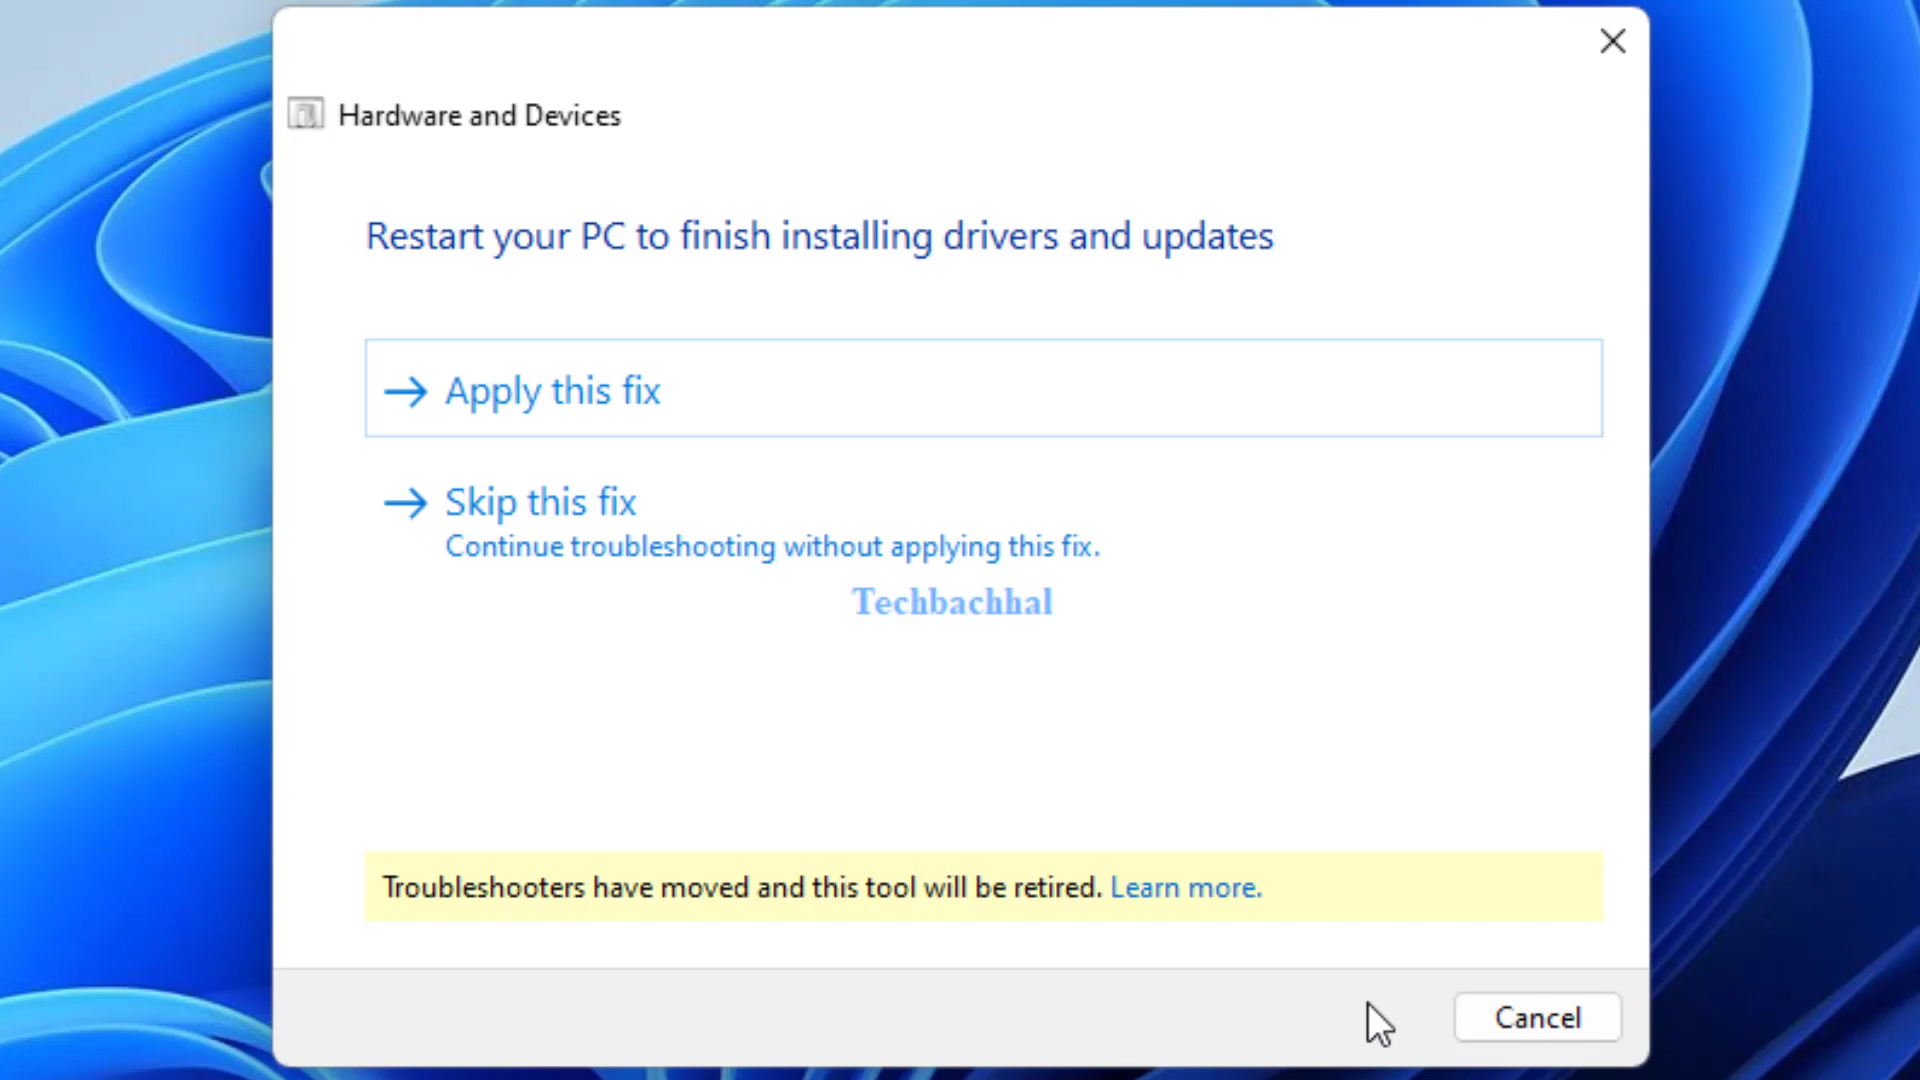 Hardware and Devices
Restart your PC to finish installing drivers and updates
Apply this fix
Skip this fix
Continue troubleshooting without applying this fix.
Techbachhal
Troubleshooters have moved and this tool will be retired. Learn more.
Cancel